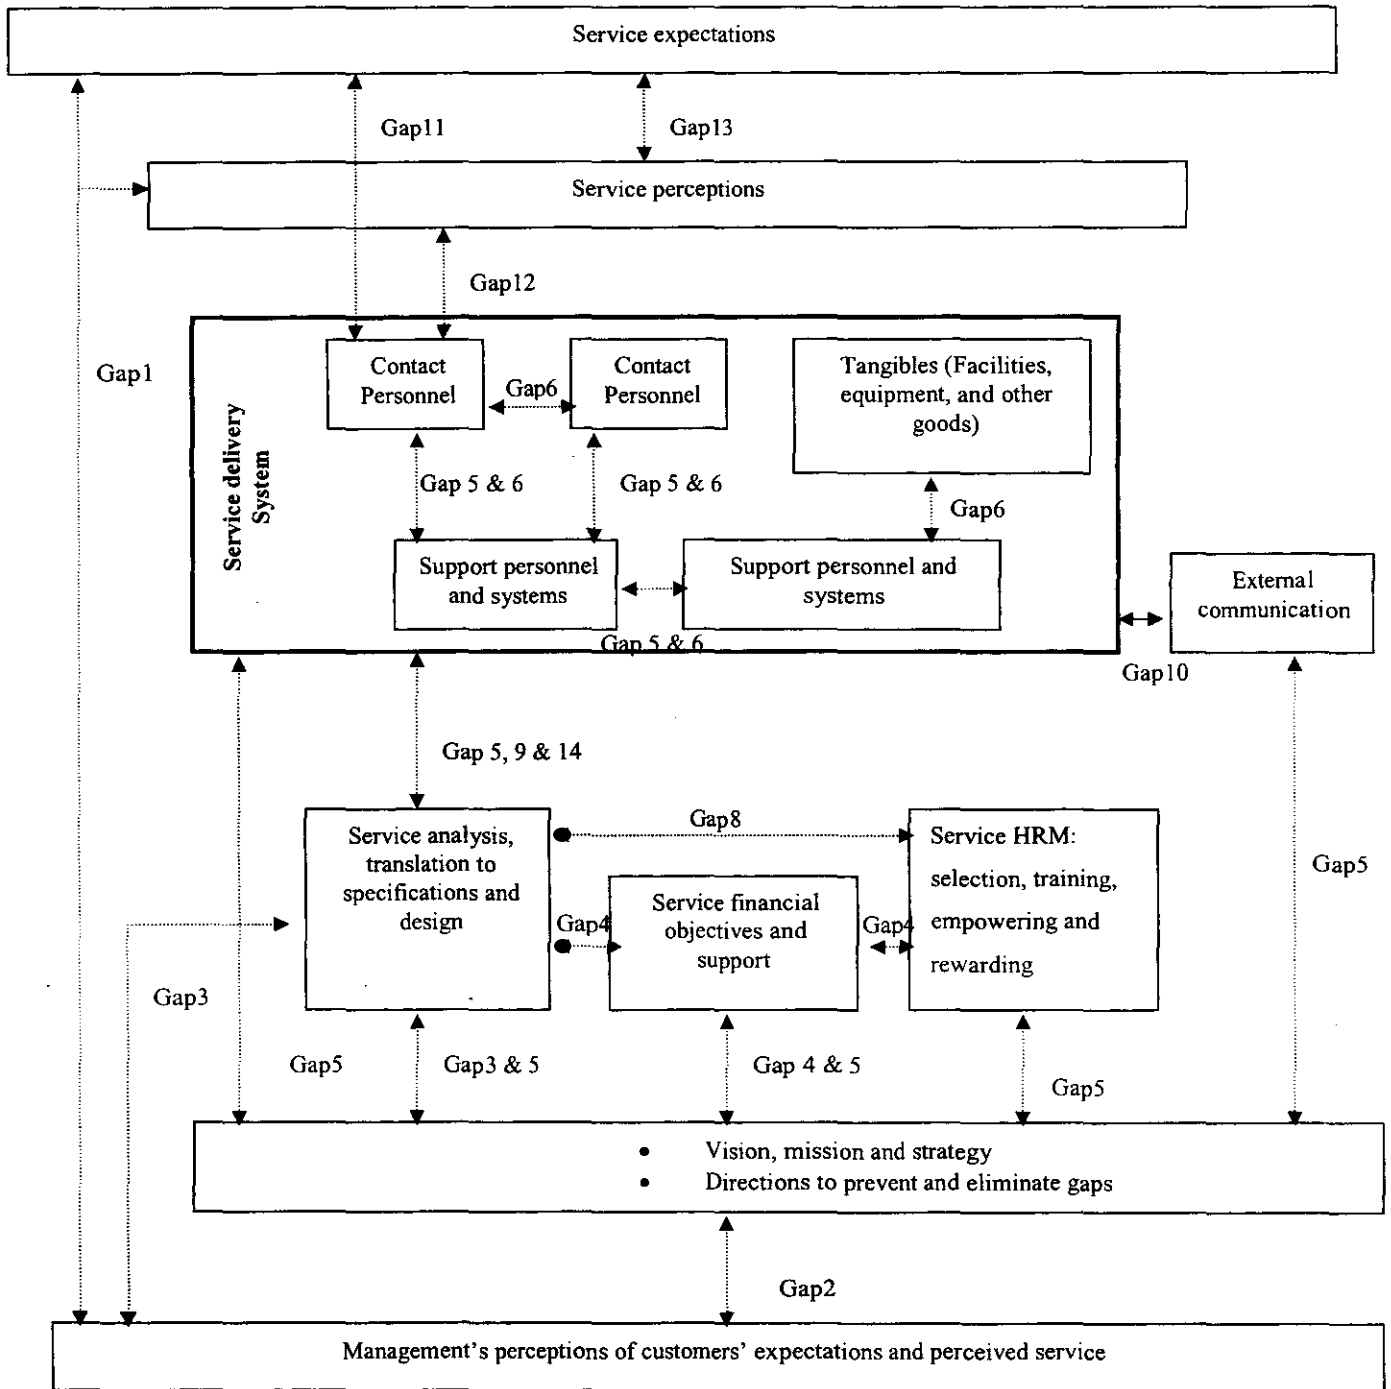 Service expectations
Gap11
Gap13
Service perceptions
Gap12
Gap1
Service delivery
System
Contact
Personnel
Gap6
Contact
Personnel
Tangibles (Facilities,
equipment, and other
goods)
Gap 5 & 6
Gap 5 & 6
Gap6
Support personnel
and systems
Support personnel and
systems
Gap 5 & 6
External
communication
Gap10
Gap 5, 9 & 14
Gap8
Service analysis,
translation to
specifications and
design
Gap4
Service financial
objectives and
support
Gap4
Service HRM:
selection, training,
empowering and
rewarding
Gap5
Gap3
Gap5
Gap3 & 5
Gap 4 & 5
Gap5
• Vision, mission and strategy
• Directions to prevent and eliminate gaps
Gap2
Management's perceptions of customers' expectations and perceived service